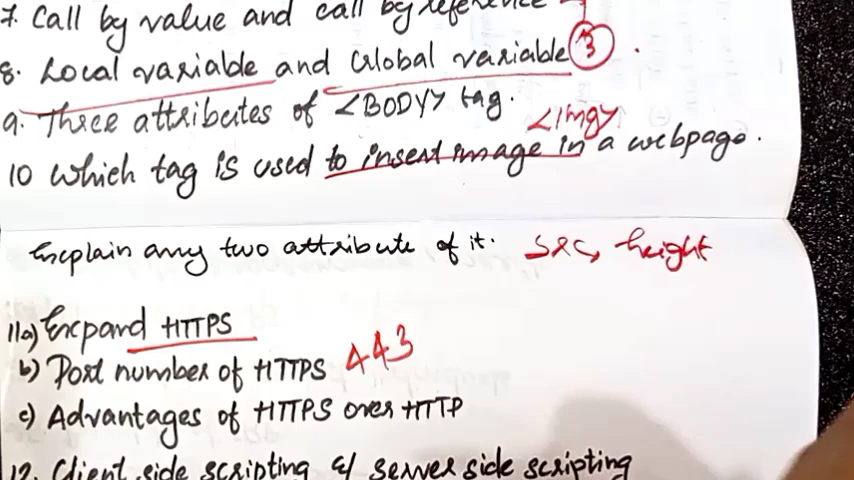 7. Call by value and call by reference
8. Local variable and Global variable 3
9. Three attributes of <BODY> tag.
<Img>
10 Which tag is used to insert image in a webpage.
Explain any two attribute of it. src, height
11a) Expand HTTPS
b) Port number of HTTPS 443
c) Advantages of HTTPS over HTTP
12. Client side scripting & server side scripting